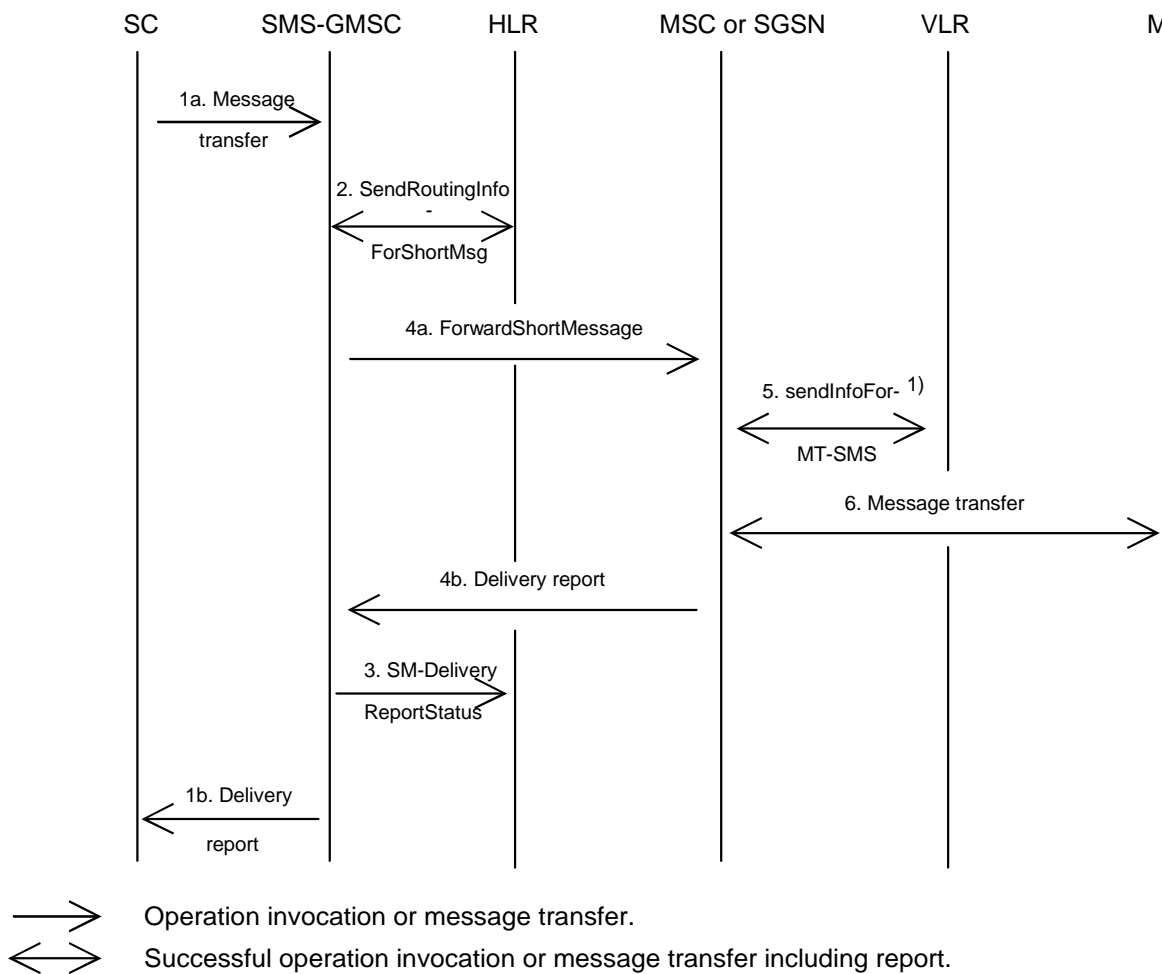 SC SMS-GMSC HLR MSC or SGSN VLR M
1a. Message
transfer
2. SendRoutingInfo
-
ForShortMsg
4a. ForwardShortMessage
5. sendInfoFor- 1)
MT-SMS
6. Message transfer
4b. Delivery report
3. SM-Delivery
ReportStatus
1b. Delivery
report
Operation invocation or message transfer.
Successful operation invocation or message transfer including report.